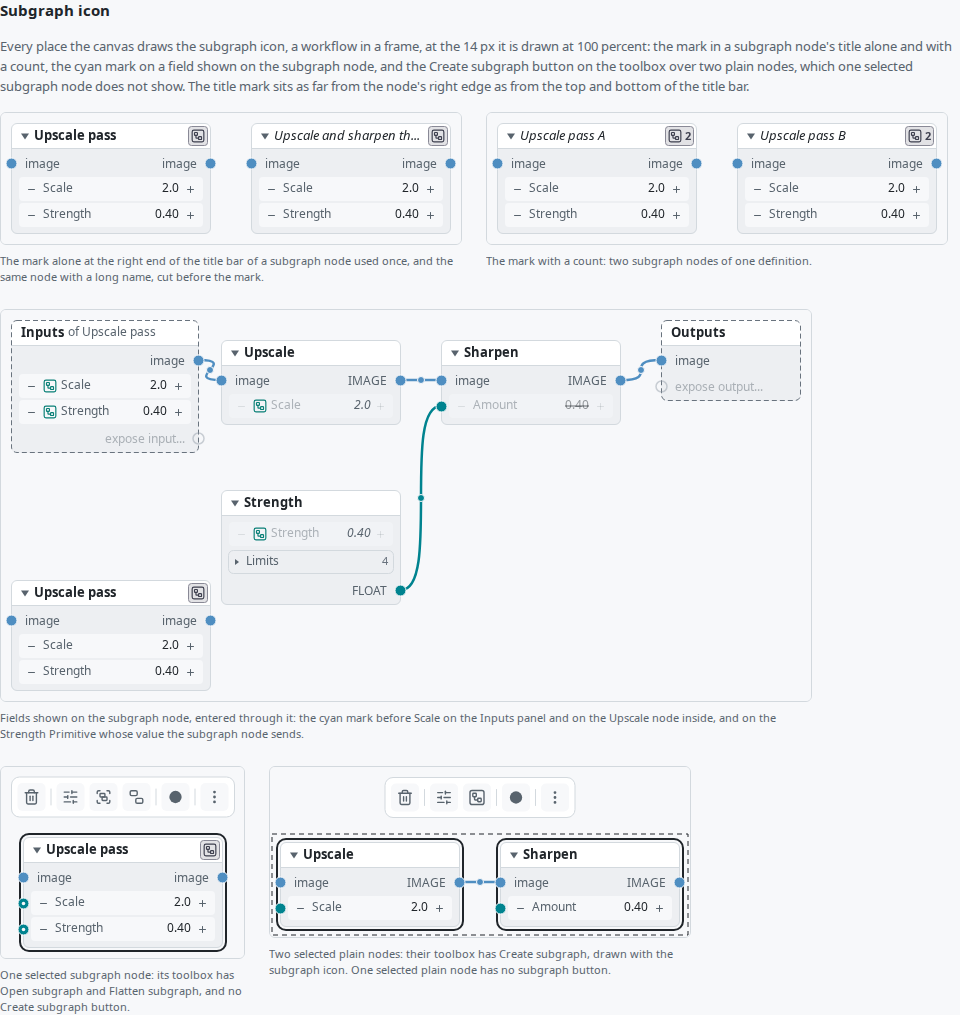 Subgraph icon
Every place the canvas draws the subgraph icon, a workflow in a frame, at the 14 px it is drawn at 100 percent: the mark in a subgraph node's title alone and with
a count, the cyan mark on a field shown on the subgraph node, and the Create subgraph button on the toolbox over two plain nodes, which one selected
subgraph node does not show. The title mark sits as far from the node's right edge as from the top and bottom of the title bar.
Upscale pass
image image
– Scale 2.0 +
– Strength 0.40 +
Upscale and sharpen th...
image image
– Scale 2.0 +
– Strength 0.40 +
Upscale pass A 2
image image
– Scale 2.0 +
– Strength 0.40 +
Upscale pass B 2
image image
– Scale 2.0 +
– Strength 0.40 +
The mark alone at the right end of the title bar of a subgraph node used once, and the
same node with a long name, cut before the mark.
The mark with a count: two subgraph nodes of one definition.
Inputs of Upscale pass
image
– Scale 2.0 +
– Strength 0.40 +
expose input...
Upscale
image IMAGE
– Scale 2.0 +
Sharpen
image IMAGE
– Amount 0.40 +
Outputs
image
expose output...
Strength
– Strength 0.40 +
Limits 4
FLOAT
Upscale pass
image image
– Scale 2.0 +
– Strength 0.40 +
Fields shown on the subgraph node, entered through it: the cyan mark before Scale on the Inputs panel and on the Upscale node inside, and on the
Strength Primitive whose value the subgraph node sends.
Upscale pass
image image
– Scale 2.0 +
– Strength 0.40 +
One selected subgraph node: its toolbox has
Open subgraph and Flatten subgraph, and no
Create subgraph button.
Upscale
image IMAGE
– Scale 2.0 +
Sharpen
image IMAGE
– Amount 0.40 +
Two selected plain nodes: their toolbox has Create subgraph, drawn with the
subgraph icon. One selected plain node has no subgraph button.